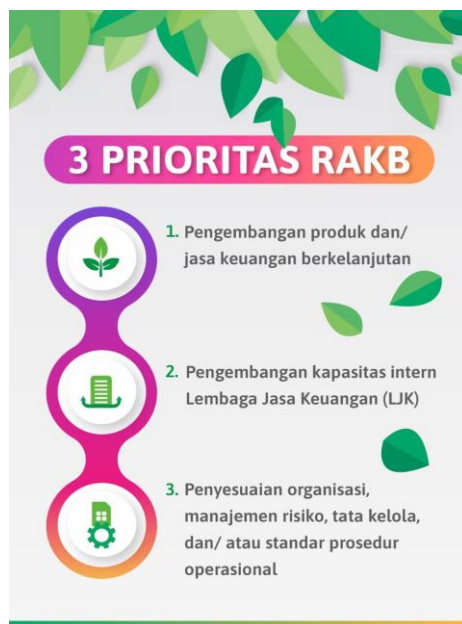 3 PRIORITAS RAKB
1. Pengembangan produk dan/
jasa keuangan berkelanjutan
2. Pengembangan kapasitas intern
Lembaga Jasa Keuangan (LJK)
3. Penyesuaian organisasi,
manajemen risiko, tata kelola,
dan/ atau standar prosedur
operasional